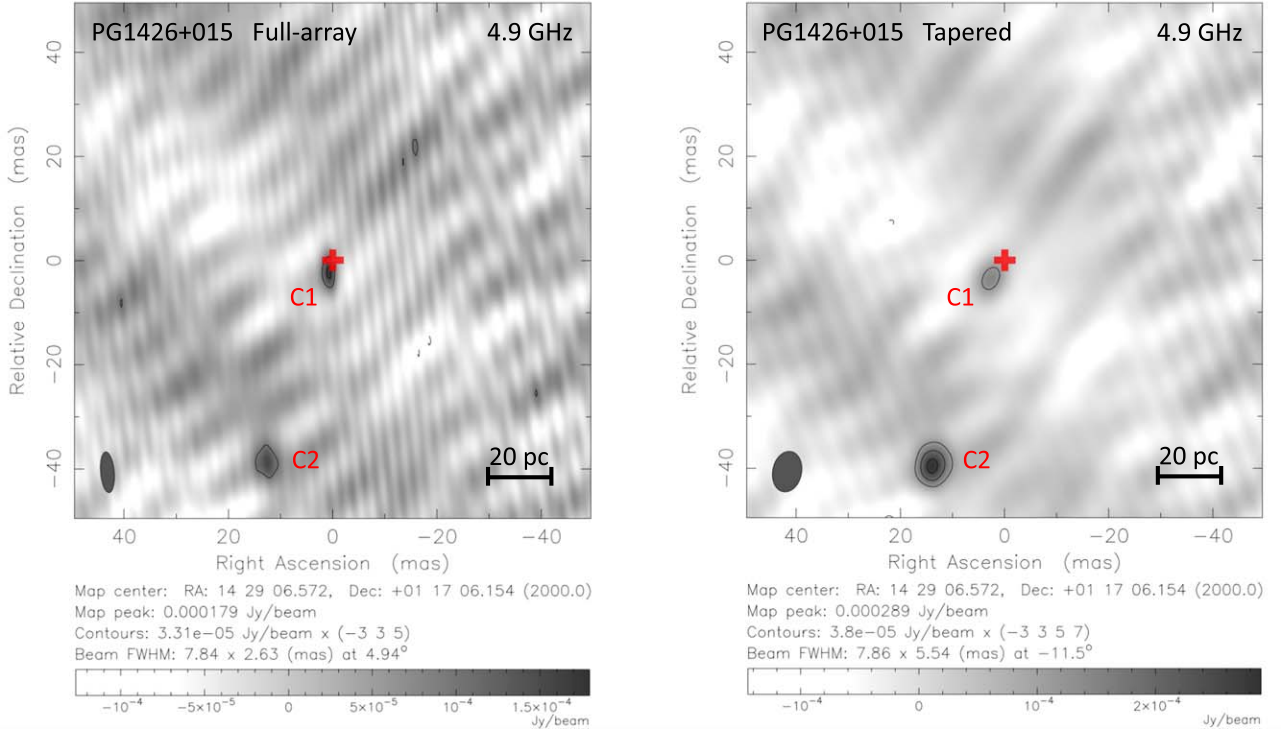 PG1426+015 Full-array 4.9 GHz
40
20
0
−20
−40
Relative Declination (mas)
C1
C2
20 pc
40 20 0 −20 −40
Right Ascension (mas)
Map center: RA: 14 29 06.572, Dec: +01 17 06.154 (2000.0)
Map peak: 0.000179 Jy/beam
Contours: 3.31e−05 Jy/beam x (−3 3 5)
Beam FWHM: 7.84 x 2.63 (mas) at 4.94°
−10⁻⁴ −5×10⁻⁵ 0 5×10⁻⁵ 10⁻⁴ 1.5×10⁻⁴
Jy/beam
PG1426+015 Tapered 4.9 GHz
40
20
0
−20
−40
Relative Declination (mas)
C1
C2
20 pc
40 20 0 −20 −40
Right Ascension (mas)
Map center: RA: 14 29 06.572, Dec: +01 17 06.154 (2000.0)
Map peak: 0.000289 Jy/beam
Contours: 3.8e−05 Jy/beam x (−3 3 5 7)
Beam FWHM: 7.86 x 5.54 (mas) at −11.5°
−10⁻⁴ 0 10⁻⁴ 2×10⁻⁴
Jy/beam